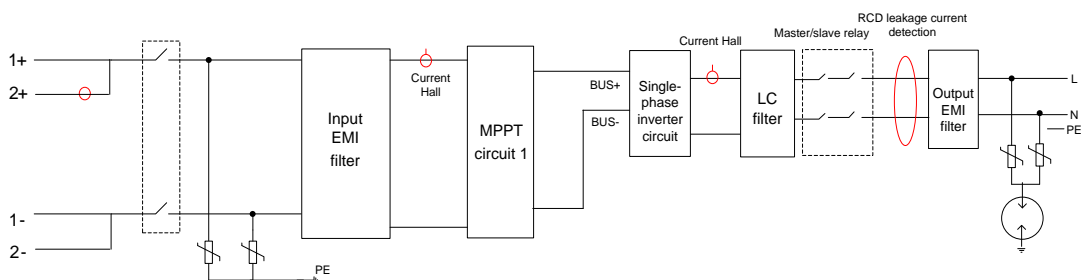 1+
2+
1-
2-
PE
Input
EMI
filter
Current
Hall
MPPT
circuit 1
BUS+
BUS-
Single-
phase
inverter
circuit
Current Hall
LC
filter
Master/slave relay
RCD leakage current
detection
Output
EMI
filter
L
N
PE